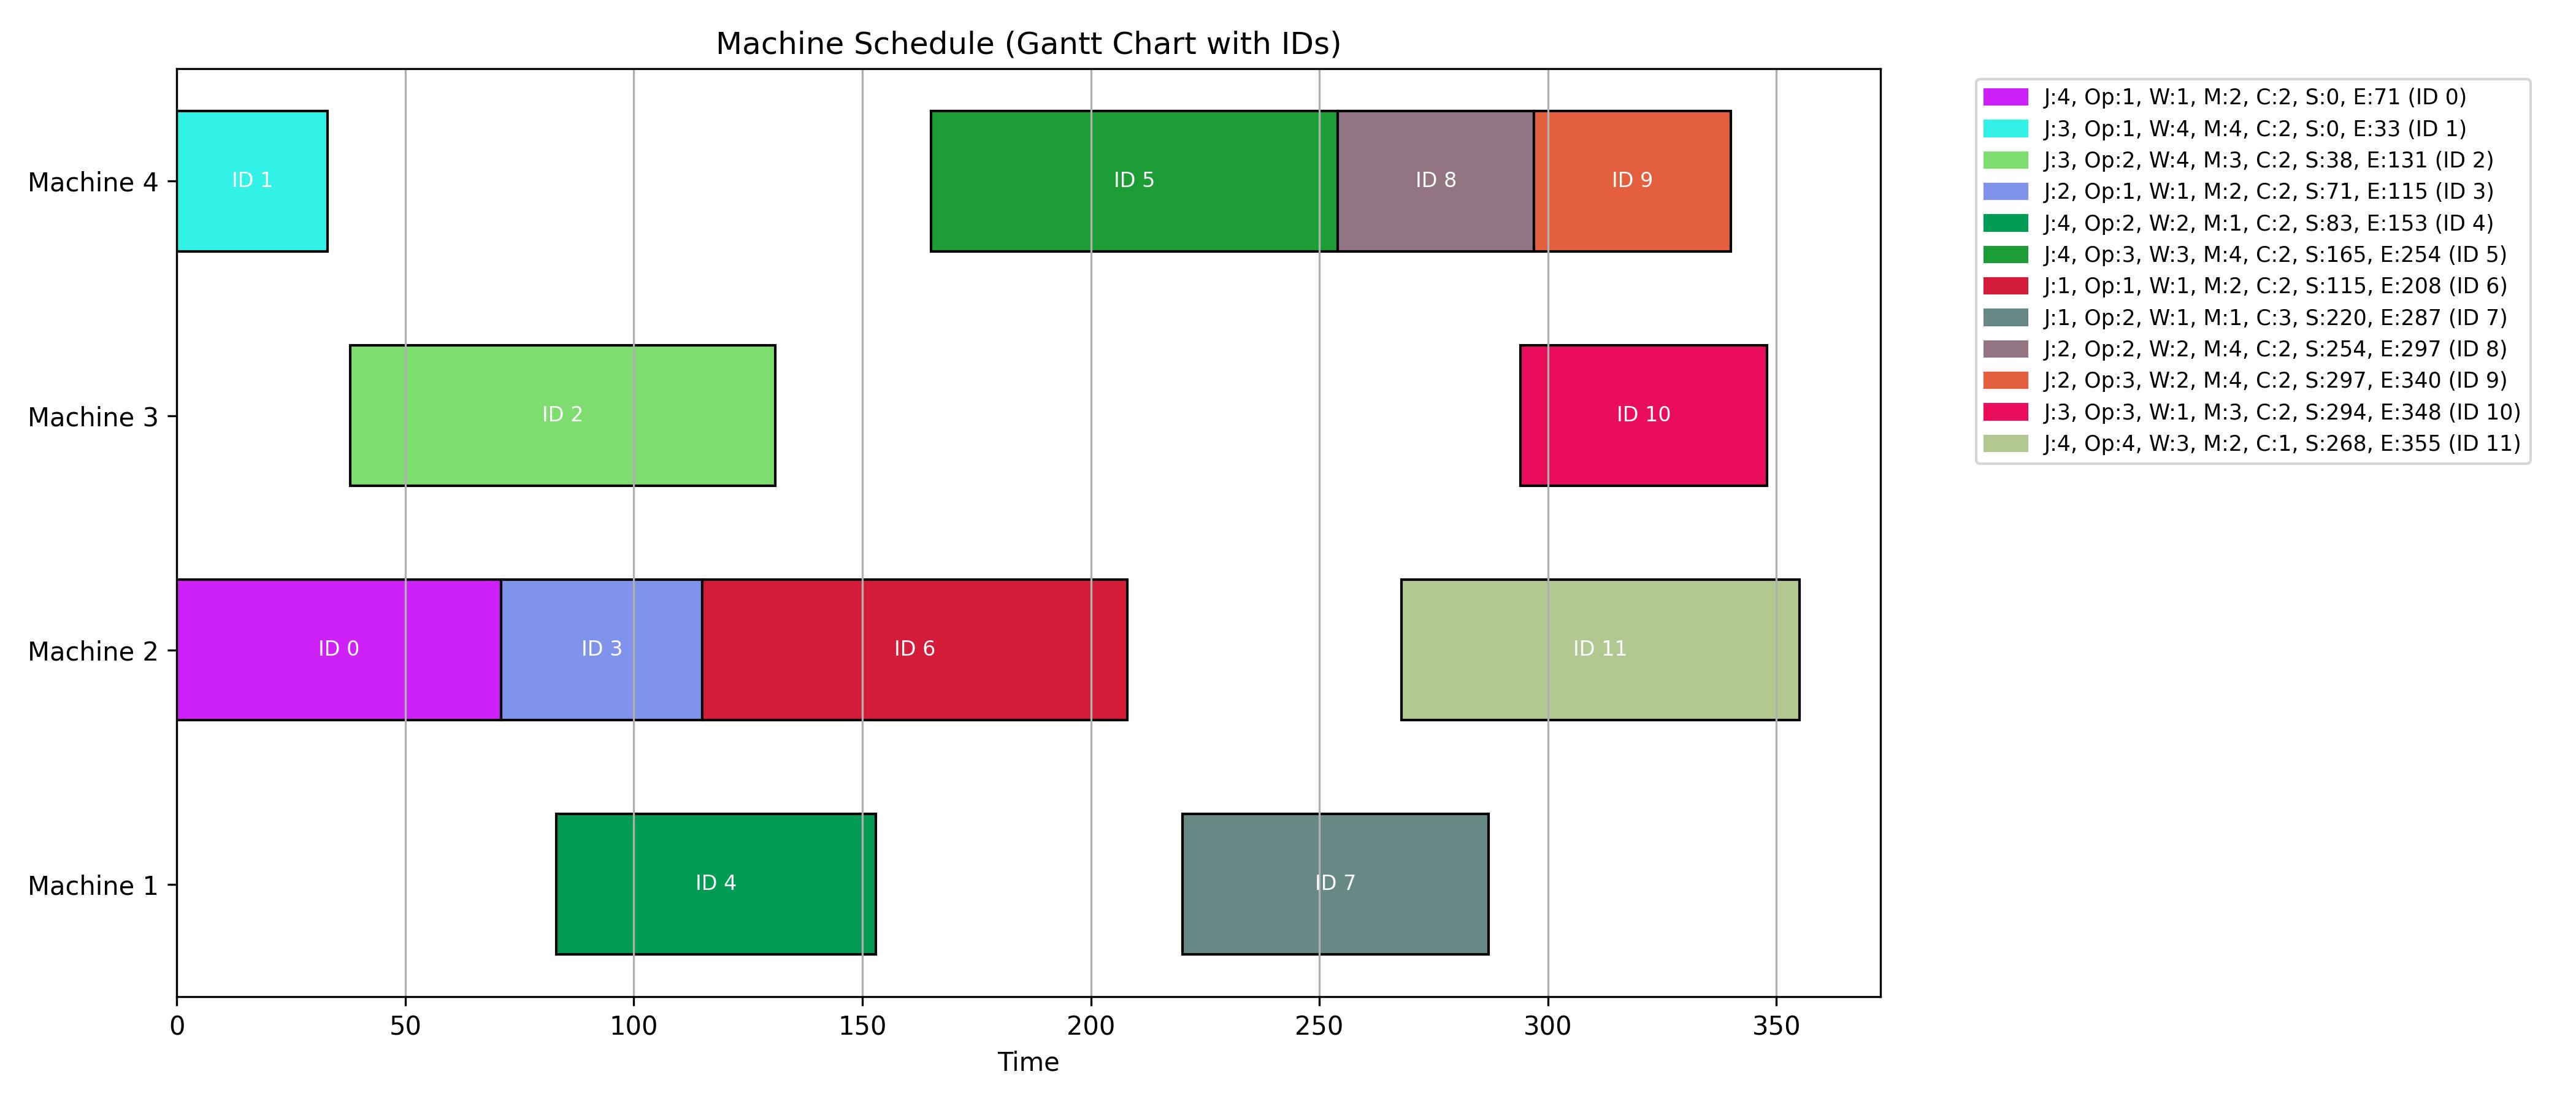 Machine Schedule (Gantt Chart with IDs)
Machine 4
Machine 3
Machine 2
Machine 1
ID 1
ID 5
ID 8
ID 9
ID 2
ID 10
ID 0
ID 3
ID 6
ID 11
ID 4
ID 7
0 50 100 150 200 250 300 350
Time
J:4, Op:1, W:1, M:2, C:2, S:0, E:71 (ID 0)
J:3, Op:1, W:4, M:4, C:2, S:0, E:33 (ID 1)
J:3, Op:2, W:4, M:3, C:2, S:38, E:131 (ID 2)
J:2, Op:1, W:1, M:2, C:2, S:71, E:115 (ID 3)
J:4, Op:2, W:2, M:1, C:2, S:83, E:153 (ID 4)
J:4, Op:3, W:3, M:4, C:2, S:165, E:254 (ID 5)
J:1, Op:1, W:1, M:2, C:2, S:115, E:208 (ID 6)
J:1, Op:2, W:1, M:1, C:3, S:220, E:287 (ID 7)
J:2, Op:2, W:2, M:4, C:2, S:254, E:297 (ID 8)
J:2, Op:3, W:2, M:4, C:2, S:297, E:340 (ID 9)
J:3, Op:3, W:1, M:3, C:2, S:294, E:348 (ID 10)
J:4, Op:4, W:3, M:2, C:1, S:268, E:355 (ID 11)